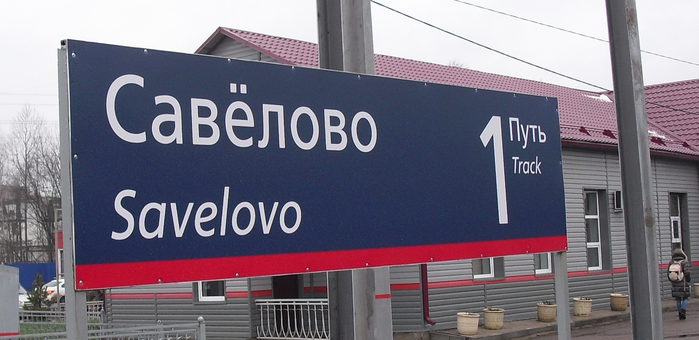 Савёлово
Savelovo
1 Путь
Track